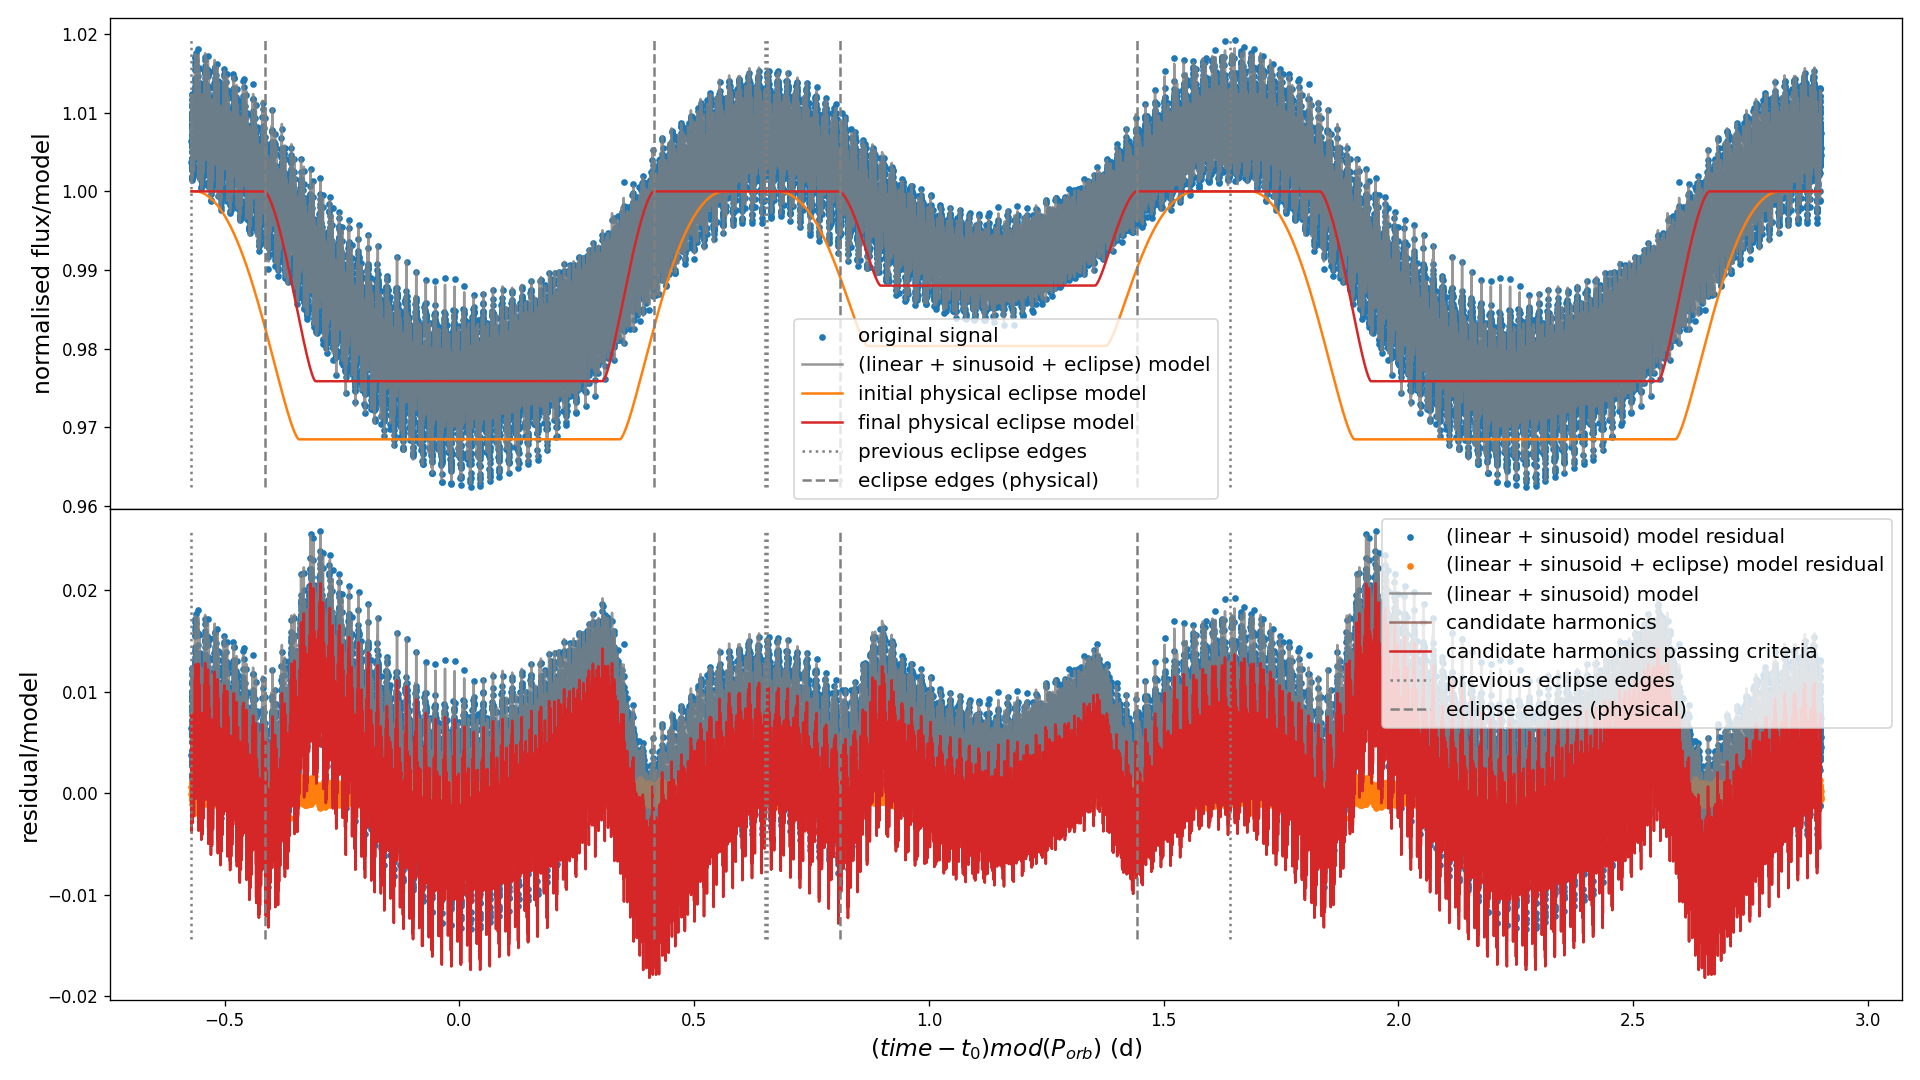 1.02
1.01
1.00
0.99
0.98
0.97
0.96
normalised flux/model
original signal
(linear + sinusoid + eclipse) model
initial physical eclipse model
final physical eclipse model
previous eclipse edges
eclipse edges (physical)
0.02
0.01
0.00
−0.01
−0.02
residual/model
(linear + sinusoid) model residual
(linear + sinusoid + eclipse) model residual
(linear + sinusoid) model
candidate harmonics
candidate harmonics passing criteria
previous eclipse edges
eclipse edges (physical)
−0.5 0.0 0.5 1.0 1.5 2.0 2.5 3.0
(time − t₀)mod(P_orb) (d)